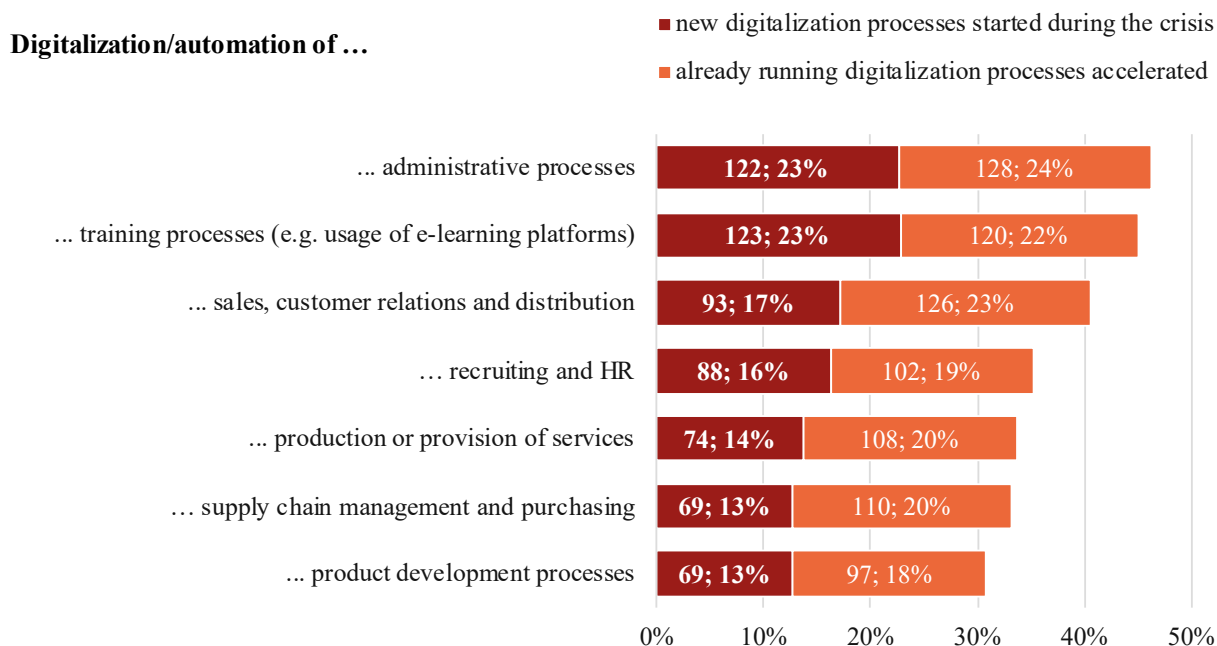 Digitalization/automation of …
new digitalization processes started during the crisis
already running digitalization processes accelerated
... administrative processes
122; 23%
128; 24%
... training processes (e.g. usage of e-learning platforms)
123; 23%
120; 22%
... sales, customer relations and distribution
93; 17%
126; 23%
… recruiting and HR
88; 16%
102; 19%
... production or provision of services
74; 14%
108; 20%
… supply chain management and purchasing
69; 13%
110; 20%
... product development processes
69; 13%
97; 18%
0%
10%
20%
30%
40%
50%